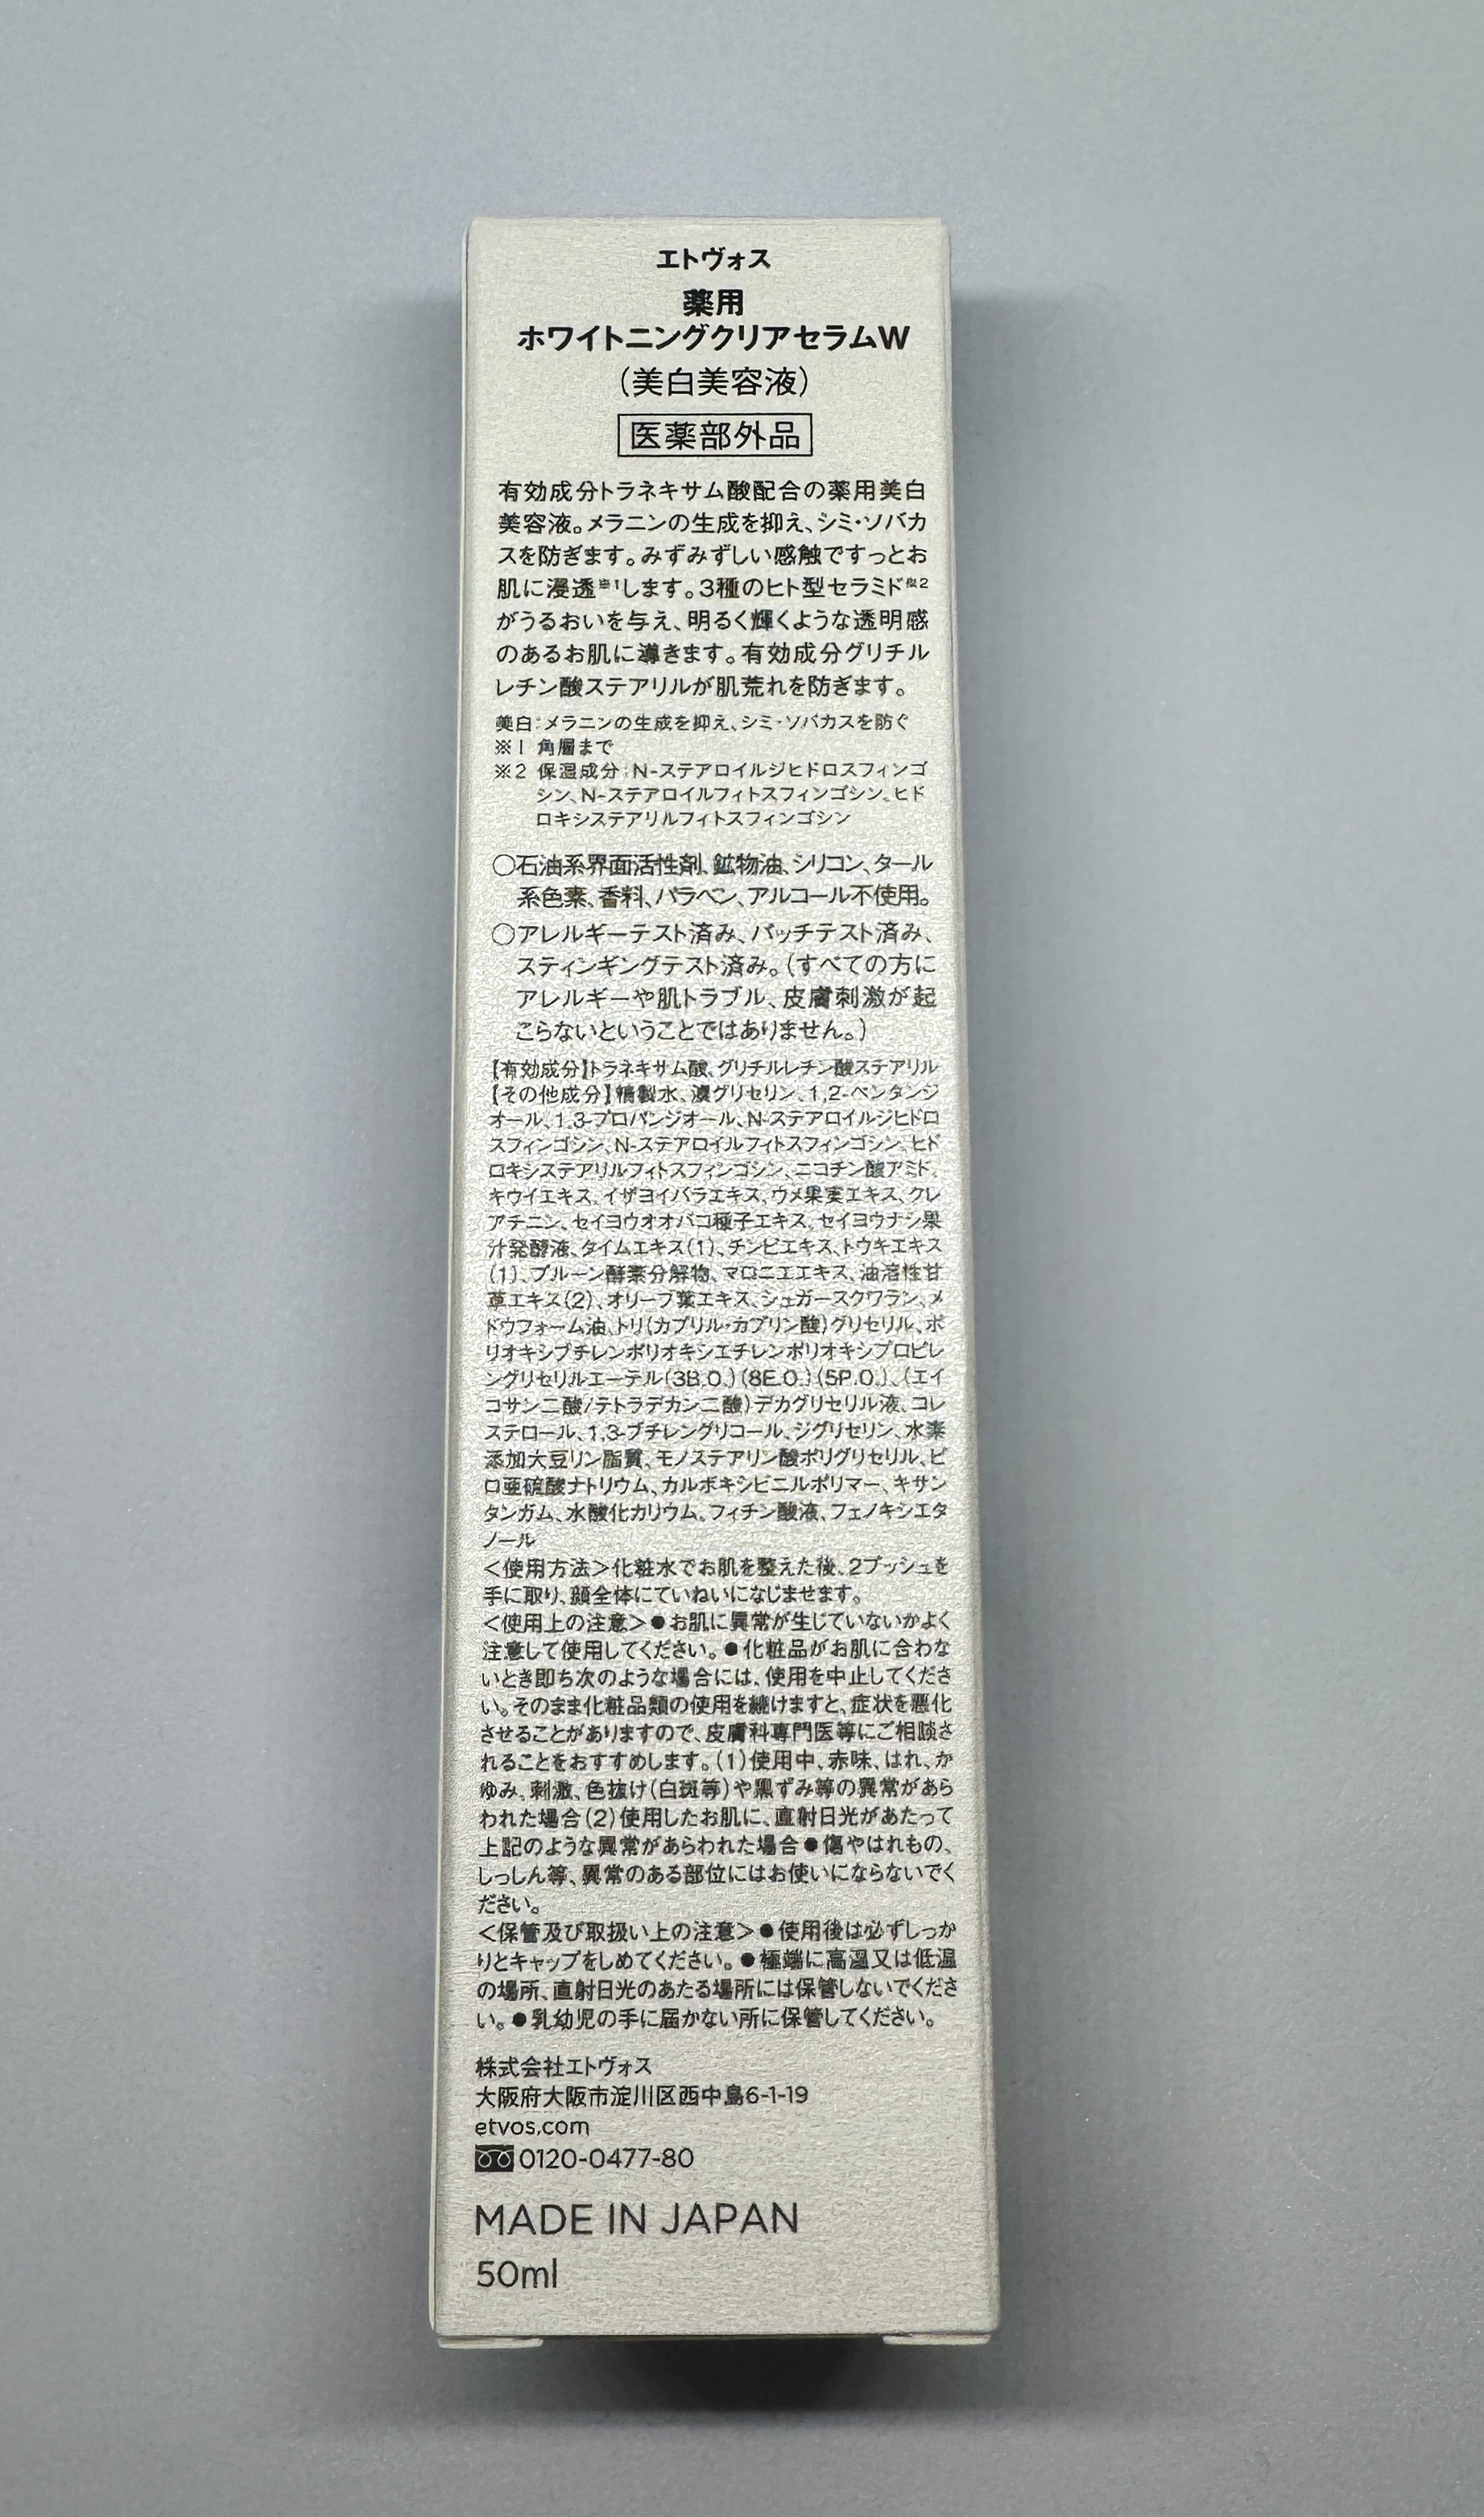 エトヴォス
薬用
ホワイトニングクリアセラムW
(美白美容液)
医薬部外品
有効成分トラネキサム酸配合の薬用美白
美容液。メラニンの生成を抑え、シミ・ソバカ
スを防ぎます。みずみずしい感触ですっとお
肌に浸透※1します。3種のヒト型セラミド※2
がうるおいを与え、明るく輝くような透明感
のあるお肌に導きます。有効成分グリチル
レチン酸ステアリルが肌荒れを防ぎます。
美白:メラニンの生成を抑え、シミ・ソバカスを防ぐ
※1 角層まで
※2 保湿成分:N-ステアロイルジヒドロスフィンゴ
シン、N-ステアロイルフィトスフィンゴシン、ヒド
ロキシステアリルフィトスフィンゴシン
○石油系界面活性剤、鉱物油、シリコン、タール
系色素、香料、パラベン、アルコール不使用。
○アレルギーテスト済み、パッチテスト済み、
スティンギングテスト済み。(すべての方に
アレルギーや肌トラブル、皮膚刺激が起
こらないということではありません。)
【有効成分】トラネキサム酸、グリチルレチン酸ステアリル
【その他成分】精製水、濃グリセリン、1,2-ペンタンジ
オール、1,3-プロパンジオール、N-ステアロイルジヒドロ
スフィンゴシン、N-ステアロイルフィトスフィンゴシン、ヒド
ロキシステアリルフィトスフィンゴシン、ニコチン酸アミド、
キウイエキス、イザヨイバラエキス、ウメ果実エキス、クレ
アチニン、セイヨウオオバコ種子エキス、セイヨウナシ果
汁発酵液、タイムエキス(1)、チンピエキス、トウキエキス
(1)、プルーン酵素分解物、マロニエエキス、油溶性甘
草エキス(2)、オリーブ葉エキス、シュガースクワラン、メ
ドウフォーム油、トリ(カプリル・カプリン酸)グリセリル、ポ
リオキシブチレンポリオキシエチレンポリオキシプロピレ
ングリセリルエーテル(3B.O.)(8E.O.)(5P.O.)、(エイ
コサン二酸/テトラデカン二酸)デカグリセリル液、コレ
ステロール、1,3-ブチレングリコール、ジグリセリン、水素
添加大豆リン脂質、モノステアリン酸ポリグリセリル、ピ
ロ亜硫酸ナトリウム、カルボキシビニルポリマー、キサン
タンガム、水酸化カリウム、フィチン酸液、フェノキシエタ
ノール
<使用方法>化粧水でお肌を整えた後、2プッシュを
手に取り、顔全体にていねいになじませます。
<使用上の注意>●お肌に異常が生じていないかよく
注意して使用してください。●化粧品がお肌に合わな
いとき即ち次のような場合には、使用を中止してくださ
い。そのまま化粧品類の使用を続けますと、症状を悪化
させることがありますので、皮膚科専門医等にご相談さ
れることをおすすめします。(1)使用中、赤味、はれ、か
ゆみ、刺激、色抜け(白斑等)や黒ずみ等の異常があら
われた場合(2)使用したお肌に、直射日光があたって
上記のような異常があらわれた場合●傷やはれもの、
しっしん等、異常のある部位にはお使いにならないでく
ださい。
<保管及び取扱い上の注意>●使用後は必ずしっか
りとキャップをしめてください。●極端に高温又は低温
の場所、直射日光のあたる場所には保管しないでくださ
い。●乳幼児の手に届かない所に保管してください。
株式会社エトヴォス
大阪府大阪市淀川区西中島6-1-19
etvos.com
0120-0477-80
MADE IN JAPAN
50ml